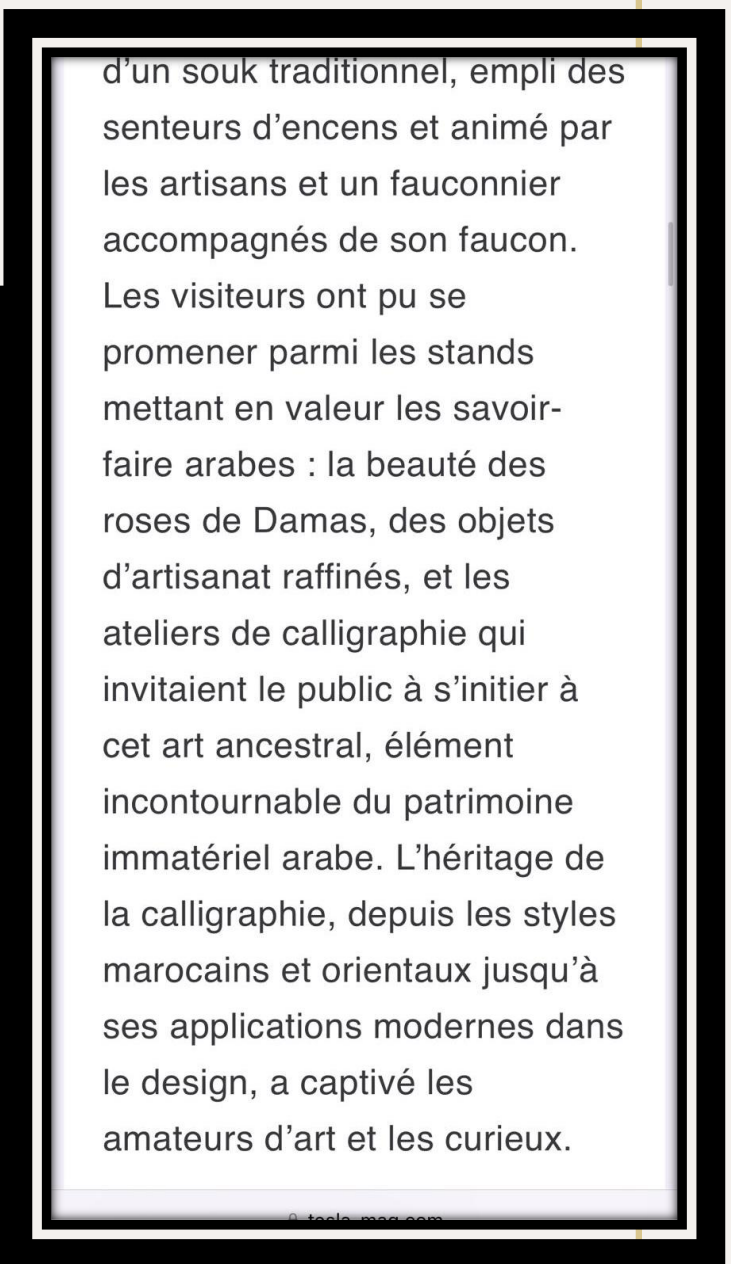 d’un souk traditionnel, empli des
senteurs d’encens et animé par
les artisans et un fauconnier
accompagnés de son faucon.
Les visiteurs ont pu se
promener parmi les stands
mettant en valeur les savoir-
faire arabes : la beauté des
roses de Damas, des objets
d’artisanat raffinés, et les
ateliers de calligraphie qui
invitaient le public à s’initier à
cet art ancestral, élément
incontournable du patrimoine
immatériel arabe. L’héritage de
la calligraphie, depuis les styles
marocains et orientaux jusqu’à
ses applications modernes dans
le design, a captivé les
amateurs d’art et les curieux.